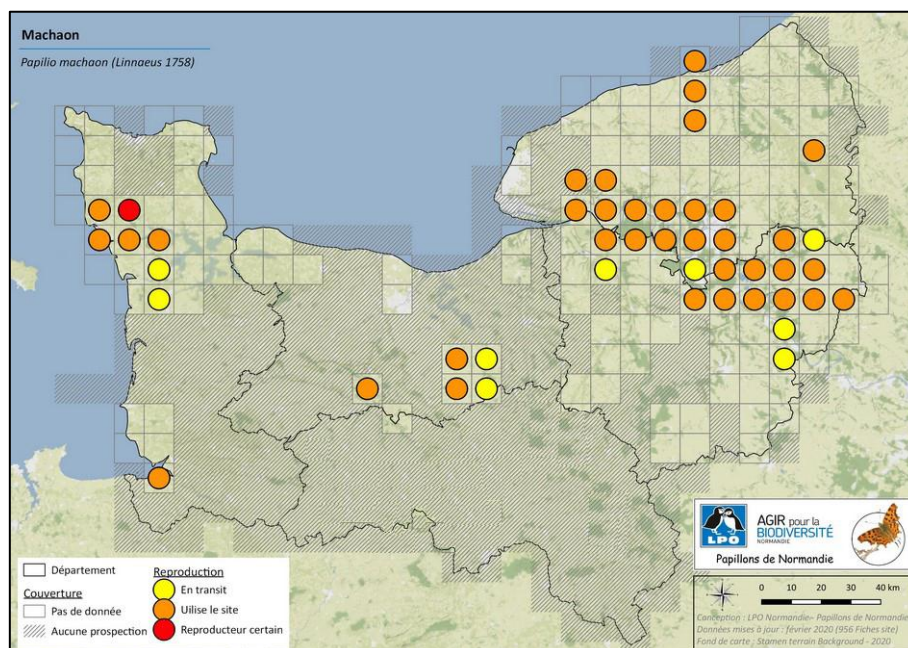 Machaon
Papilio machaon (Linnaeus 1758)
Département
Couverture
Pas de donnée
Aucune prospection
Reproduction
En transit
Utilise le site
Reproducteur certain
LPO
AGIR pour la
BIODIVERSITÉ
NORMANDIE
Papillons de Normandie
0 10 20 30 40 km
Conception : LPO Normandie– Papillons de Normandie
Données mises à jour : février 2020 (956 Fiches site)
Fond de carte : Stamen terrain Background - 2020